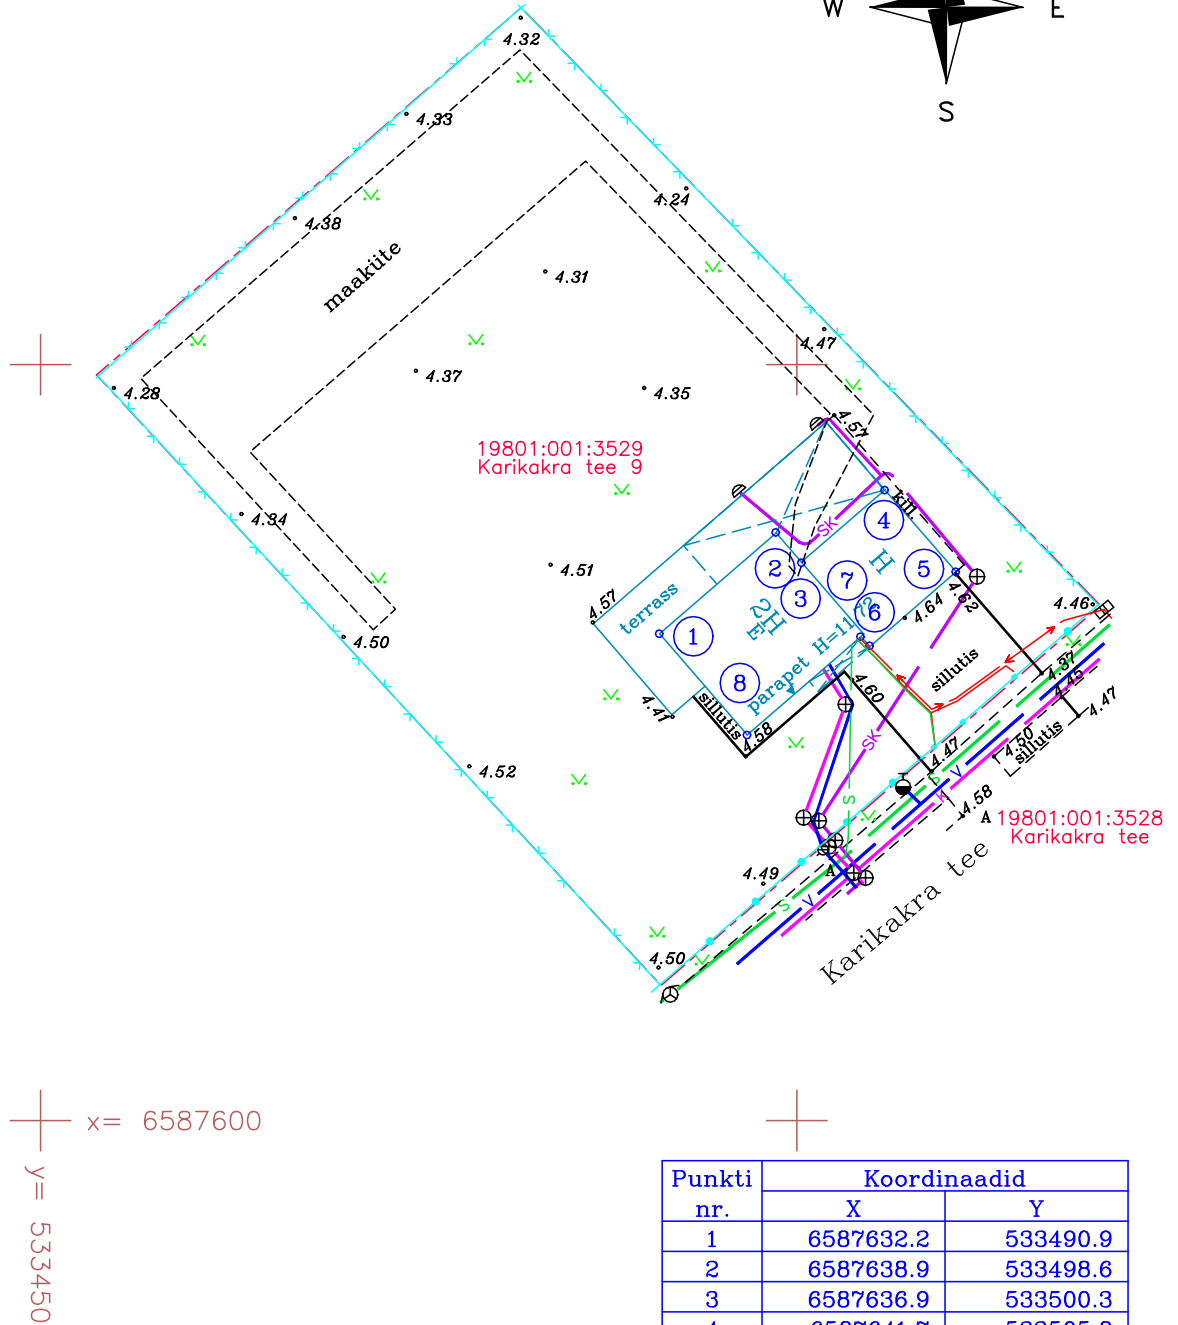 W E
S
4.32
4.33
4.24
4.38
maaküte
4.31
4.47
4.28
4.37
4.35
4.57
19801:001:3529
Karikakra tee 9
kill.
SK
4
4.34
4.51
H
2
7
5
4.57
terrass
3
4.62
4.64
4.46
6
2H
E
1
4.50
parapet H=11.72
sillutis
8
4.37
4.45
4.60
4.41
sillutis
4.58
4.47
SK
4.47
4.50
sillutis
4.52
S
S
V
K
4.58
A 19801:001:3528
Karikakra tee
A
4.49
S
V
Karikakra tee
4.50
x= 6587600
y= 533450
Punkti nr. Koordinaadid
X Y
1 6587632.2 533490.9
2 6587638.9 533498.6
3 6587636.9 533500.3